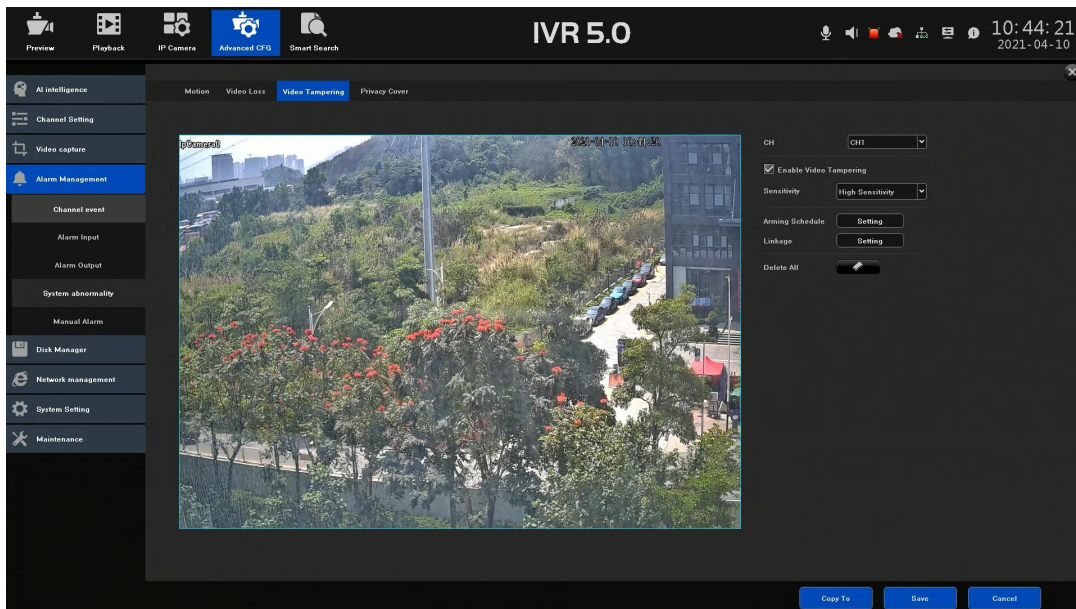 IVR 5.0
10:44:21
2021-04-10
Preview
Playback
IP Camera
Advanced CFG
Smart Search
AI intelligence
Channel Setting
Video capture
Alarm Management
Channel event
Alarm Input
Alarm Output
System abnormality
Manual Alarm
Disk Manager
Network management
System Setting
Maintenance
Motion
Video Loss
Video Tampering
Privacy Cover
IpCamera0
CH
CH1
Enable Video Tampering
Sensitivity
High Sensitivity
Arming Schedule
Setting
Linkage
Setting
Delete All
Copy To
Save
Cancel